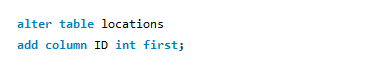 alter table locations
add column ID int first;